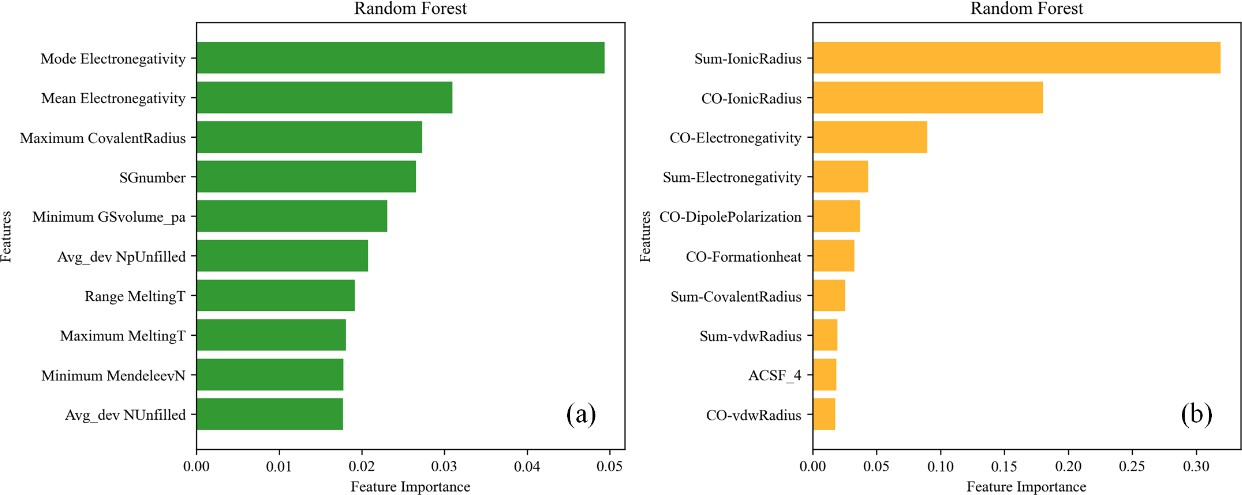 Random Forest
Features
Mode Electronegativity
Mean Electronegativity
Maximum CovalentRadius
SGnumber
Minimum GSvolume_pa
Avg_dev NpUnfilled
Range MeltingT
Maximum MeltingT
Minimum MendeleevN
Avg_dev NUnfilled
(a)
0.00 0.01 0.02 0.03 0.04 0.05
Feature Importance
Random Forest
Features
Sum-IonicRadius
CO-IonicRadius
CO-Electronegativity
Sum-Electronegativity
CO-DipolePolarization
CO-Formationheat
Sum-CovalentRadius
Sum-vdwRadius
ACSF_4
CO-vdwRadius
(b)
0.00 0.05 0.10 0.15 0.20 0.25 0.30
Feature Importance